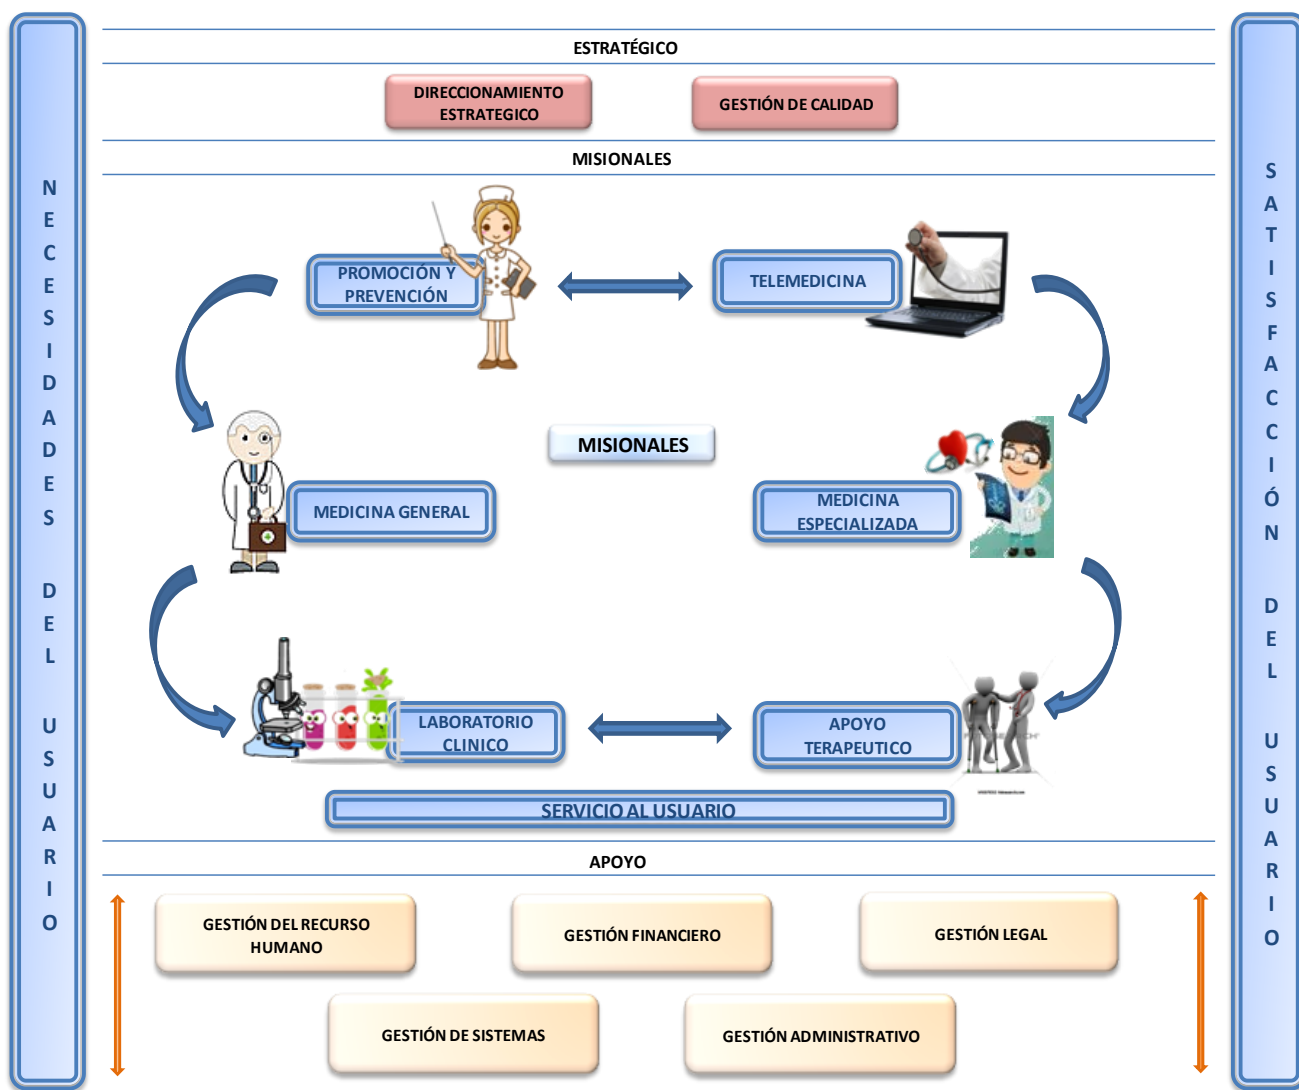 ESTRATÉGICO
DIRECCIONAMIENTO
ESTRATEGICO
GESTIÓN DE CALIDAD
MISIONALES
NECESIDADES DEL USUARIO
SATISFACCIÓN DEL USUARIO
PROMOCIÓN Y
PREVENCIÓN
TELEMEDICINA
MISIONALES
MEDICINA GENERAL
MEDICINA
ESPECIALIZADA
LABORATORIO
CLINICO
APOYO
TERAPEUTICO
SERVICIO AL USUARIO
APOYO
GESTIÓN DEL RECURSO
HUMANO
GESTIÓN FINANCIERO
GESTIÓN LEGAL
GESTIÓN DE SISTEMAS
GESTIÓN ADMINISTRATIVO